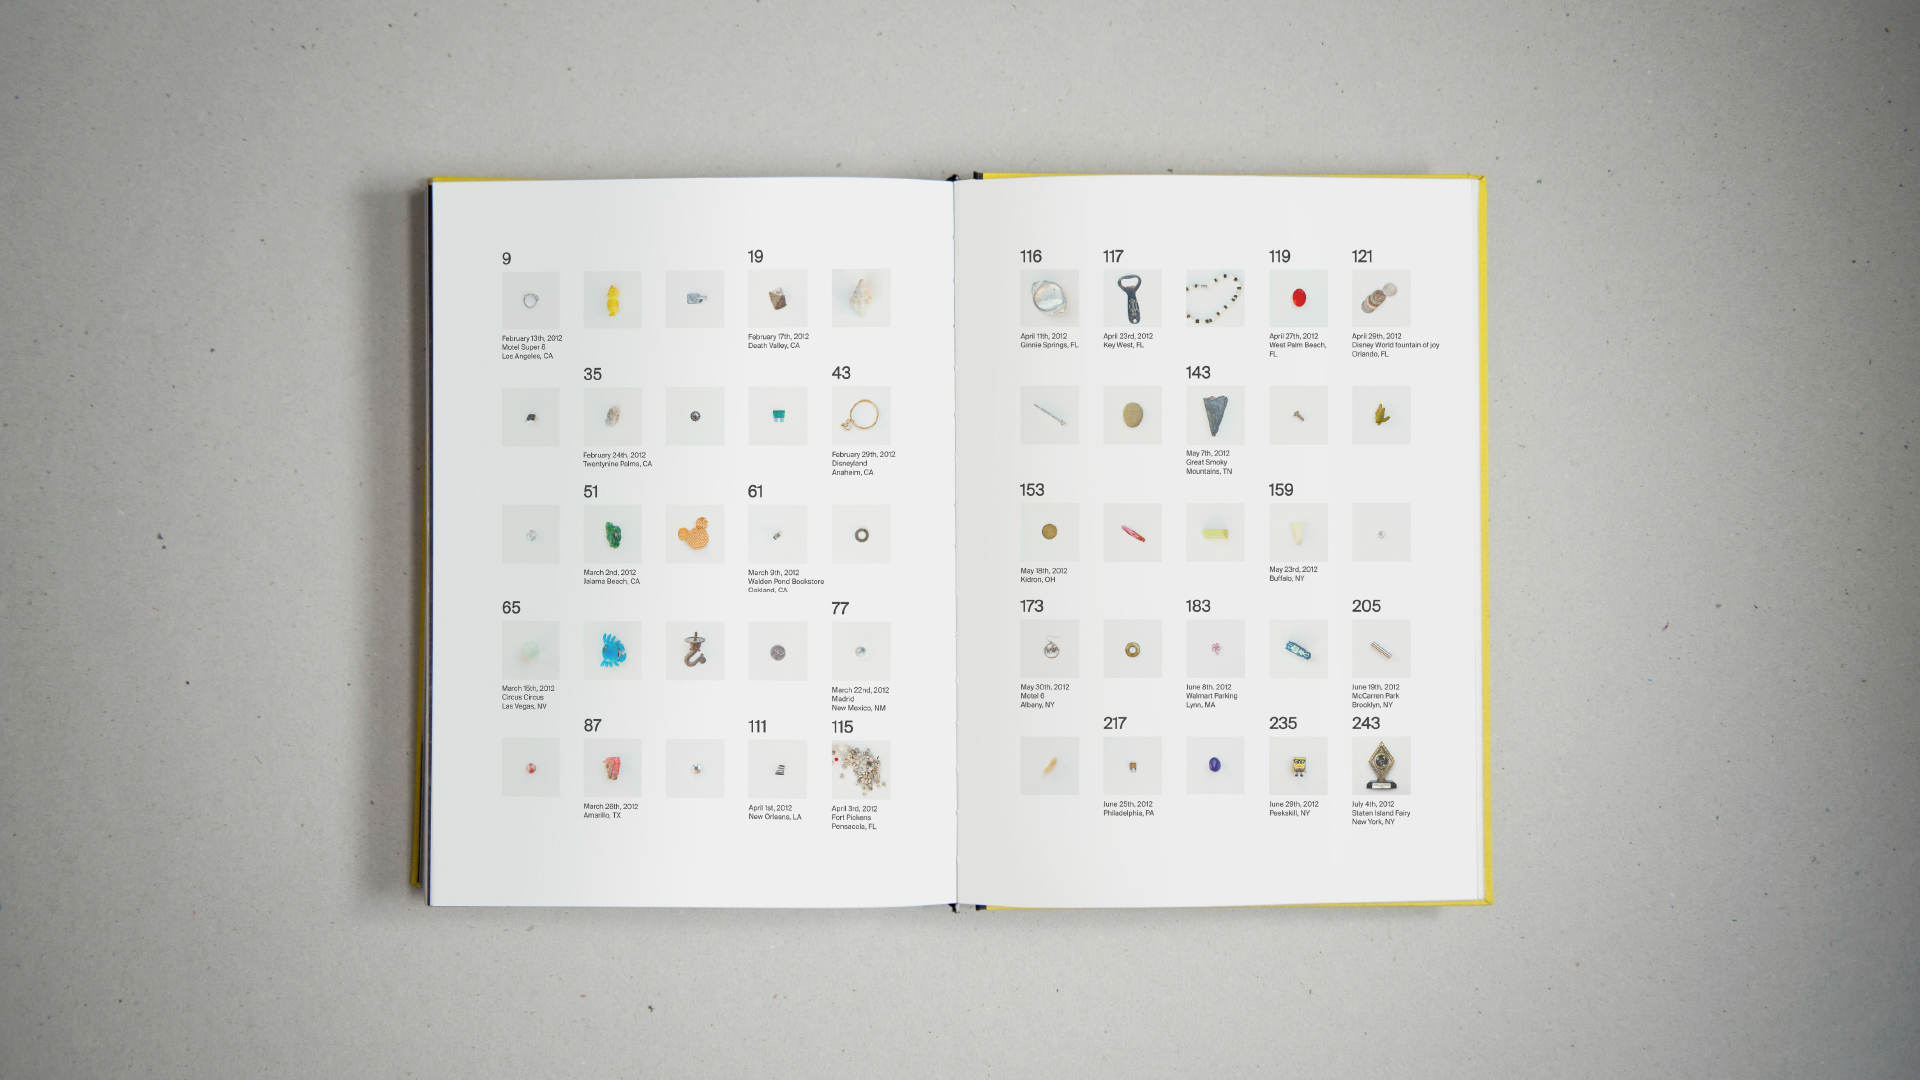 9
February 13th, 2012
Motel Super 8
Los Angeles, CA
19
February 17th, 2012
Death Valley, CA
35
February 24th, 2012
Twentynine Palms, CA
43
February 29th, 2012
Disneyland
Anaheim, CA
51
March 2nd, 2012
Jalama Beach, CA
61
March 9th, 2012
Walden Pond Bookstore
Oakland, CA
65
March 15th, 2012
Circus Circus
Las Vegas, NV
77
March 22nd, 2012
Madrid
New Mexico, NM
87
March 26th, 2012
Amarillo, TX
111
April 1st, 2012
New Orleans, LA
115
April 3rd, 2012
Fort Pickens
Pensacola, FL
116
April 11th, 2012
Ginnie Springs, FL
117
April 23rd, 2012
Key West, FL
119
April 27th, 2012
West Palm Beach,
FL
121
April 29th, 2012
Disney World fountain of joy
Orlando, FL
143
May 7th, 2012
Great Smoky
Mountains, TN
153
May 18th, 2012
Kidron, OH
159
May 23rd, 2012
Buffalo, NY
173
May 30th, 2012
Motel 6
Albany, NY
183
June 8th, 2012
Walmart Parking
Lynn, MA
205
June 19th, 2012
McCarren Park
Brooklyn, NY
217
June 25th, 2012
Philadelphia, PA
235
June 29th, 2012
Peekskill, NY
243
July 4th, 2012
Staten Island Fairy
New York, NY